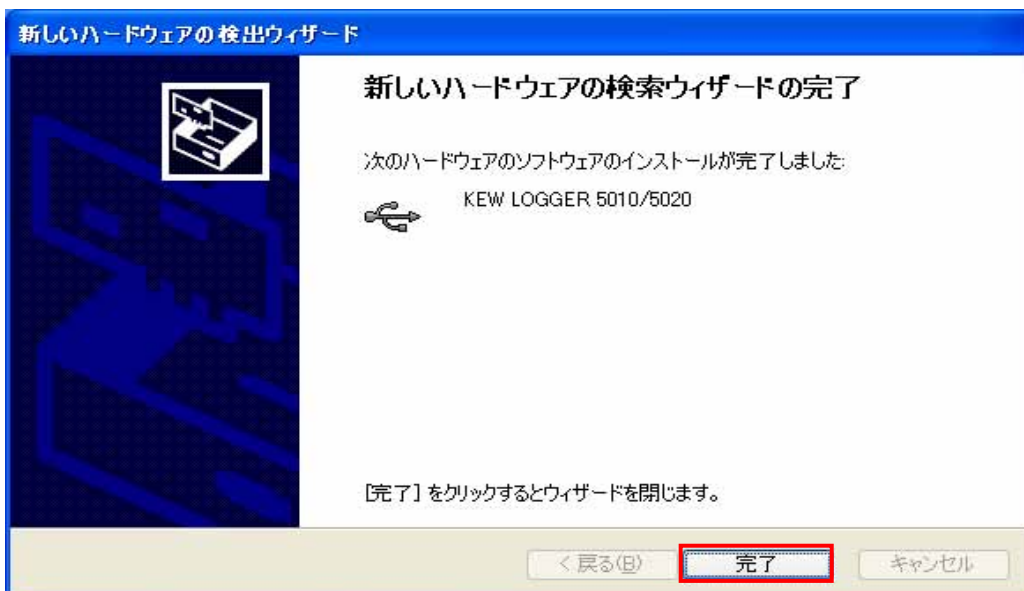 新しいハードウェアの検出ウィザード
新しいハードウェアの検索ウィザードの完了
次のハードウェアのソフトウェアのインストールが完了しました:
KEW LOGGER 5010/5020
[完了] をクリックするとウィザードを閉じます。
< 戻る(B) 完了 キャンセル